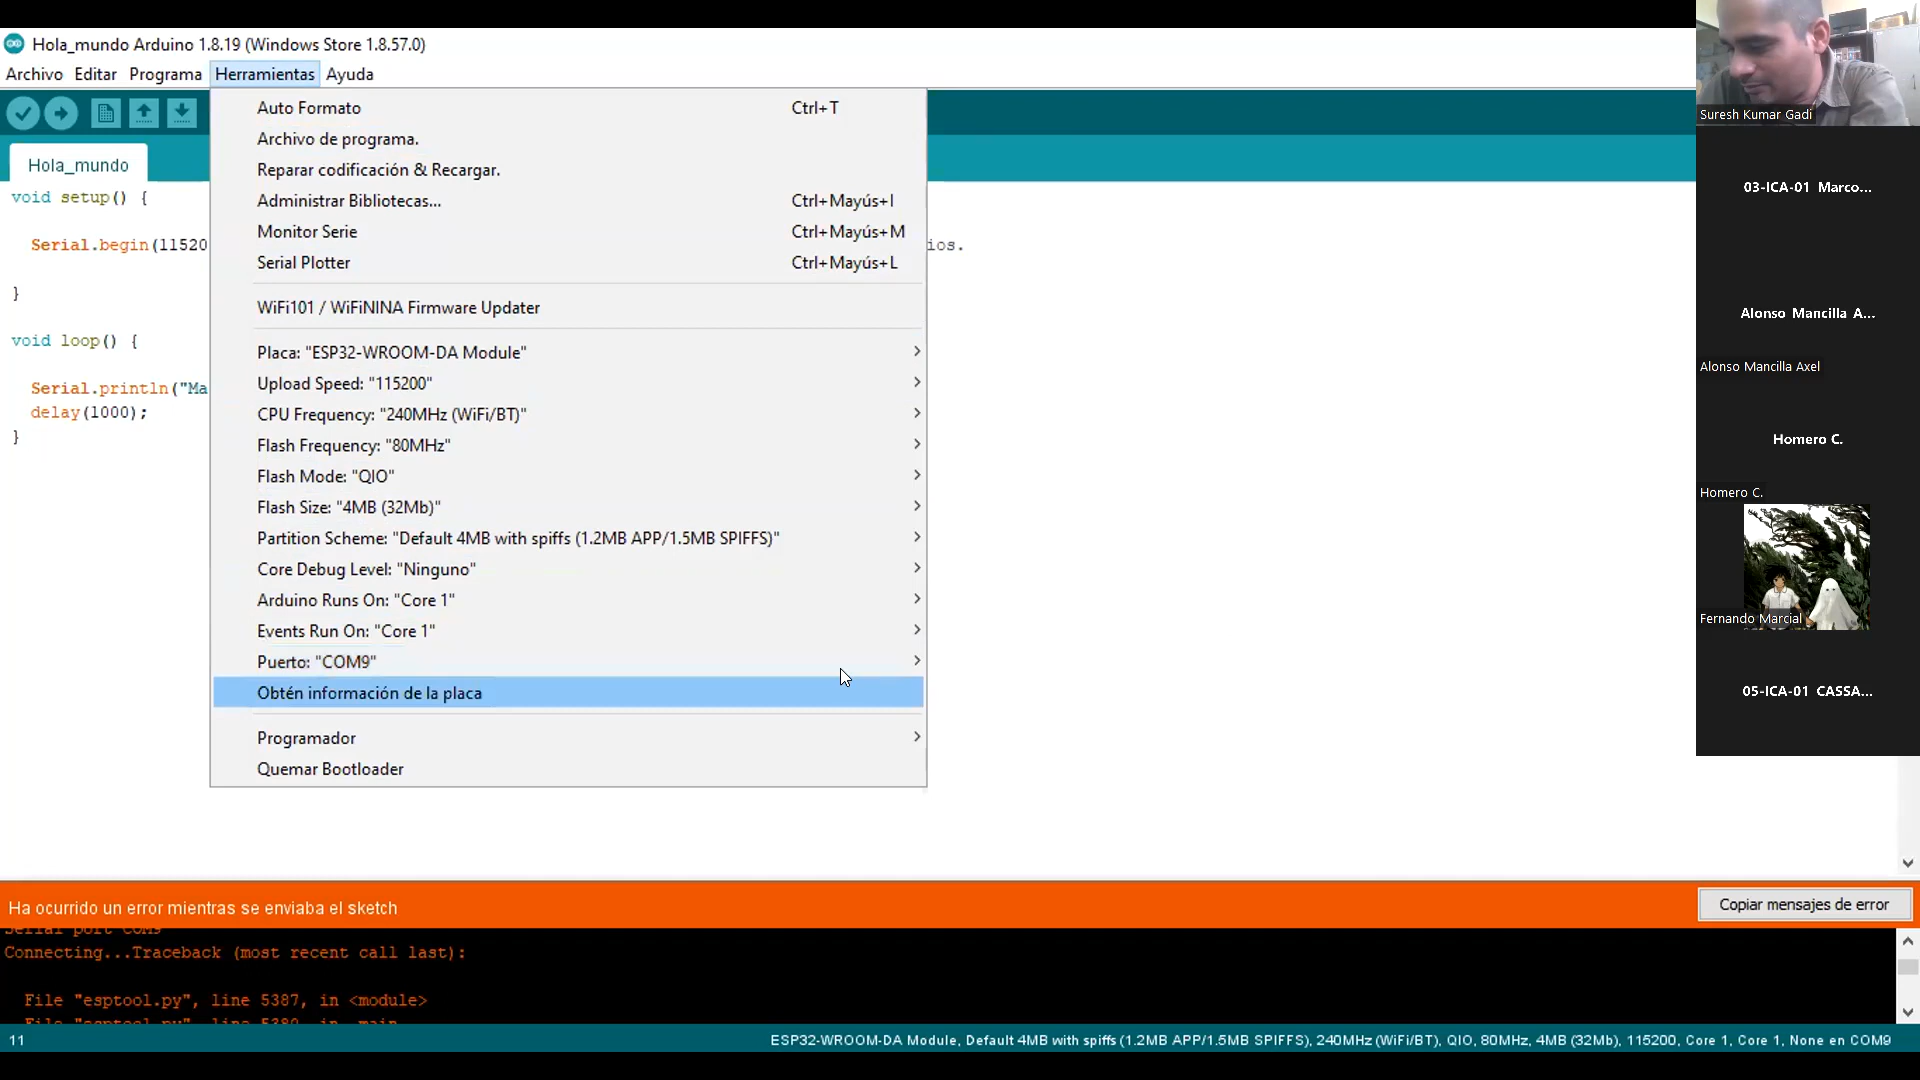 Hola_mundo Arduino 1.8.19 (Windows Store 1.8.57.0)
Archivo Editar Programa Herramientas Ayuda
Auto Formato Ctrl+T
Archivo de programa.
Reparar codificación & Recargar.
Administrar Bibliotecas... Ctrl+Mayús+I
Monitor Serie Ctrl+Mayús+M
Serial Plotter Ctrl+Mayús+L
WiFi101 / WiFiNINA Firmware Updater
Placa: "ESP32-WROOM-DA Module"
Upload Speed: "115200"
CPU Frequency: "240MHz (WiFi/BT)"
Flash Frequency: "80MHz"
Flash Mode: "QIO"
Flash Size: "4MB (32Mb)"
Partition Scheme: "Default 4MB with spiffs (1.2MB APP/1.5MB SPIFFS)"
Core Debug Level: "Ninguno"
Arduino Runs On: "Core 1"
Events Run On: "Core 1"
Puerto: "COM9"
Obtén información de la placa
Programador
Quemar Bootloader
Hola_mundo
void setup() {
Serial.begin(11520
ios.
}
void loop() {
Serial.println("Ma
delay(1000);
}
Suresh Kumar Gadi
03-ICA-01 Marco...
Alonso Mancilla A...
Alonso Mancilla Axel
Homero C.
Homero C.
Fernando Marcial
05-ICA-01 CASSA...
Ha ocurrido un error mientras se enviaba el sketch
Copiar mensajes de error
Serial port COM9
Connecting...Traceback (most recent call last):
File "esptool.py", line 5387, in <module>
File "esptool.py", line 5380, in _main
11
ESP32-WROOM-DA Module, Default 4MB with spiffs (1.2MB APP/1.5MB SPIFFS), 240MHz (WiFi/BT), QIO, 80MHz, 4MB (32Mb), 115200, Core 1, Core 1, None en COM9